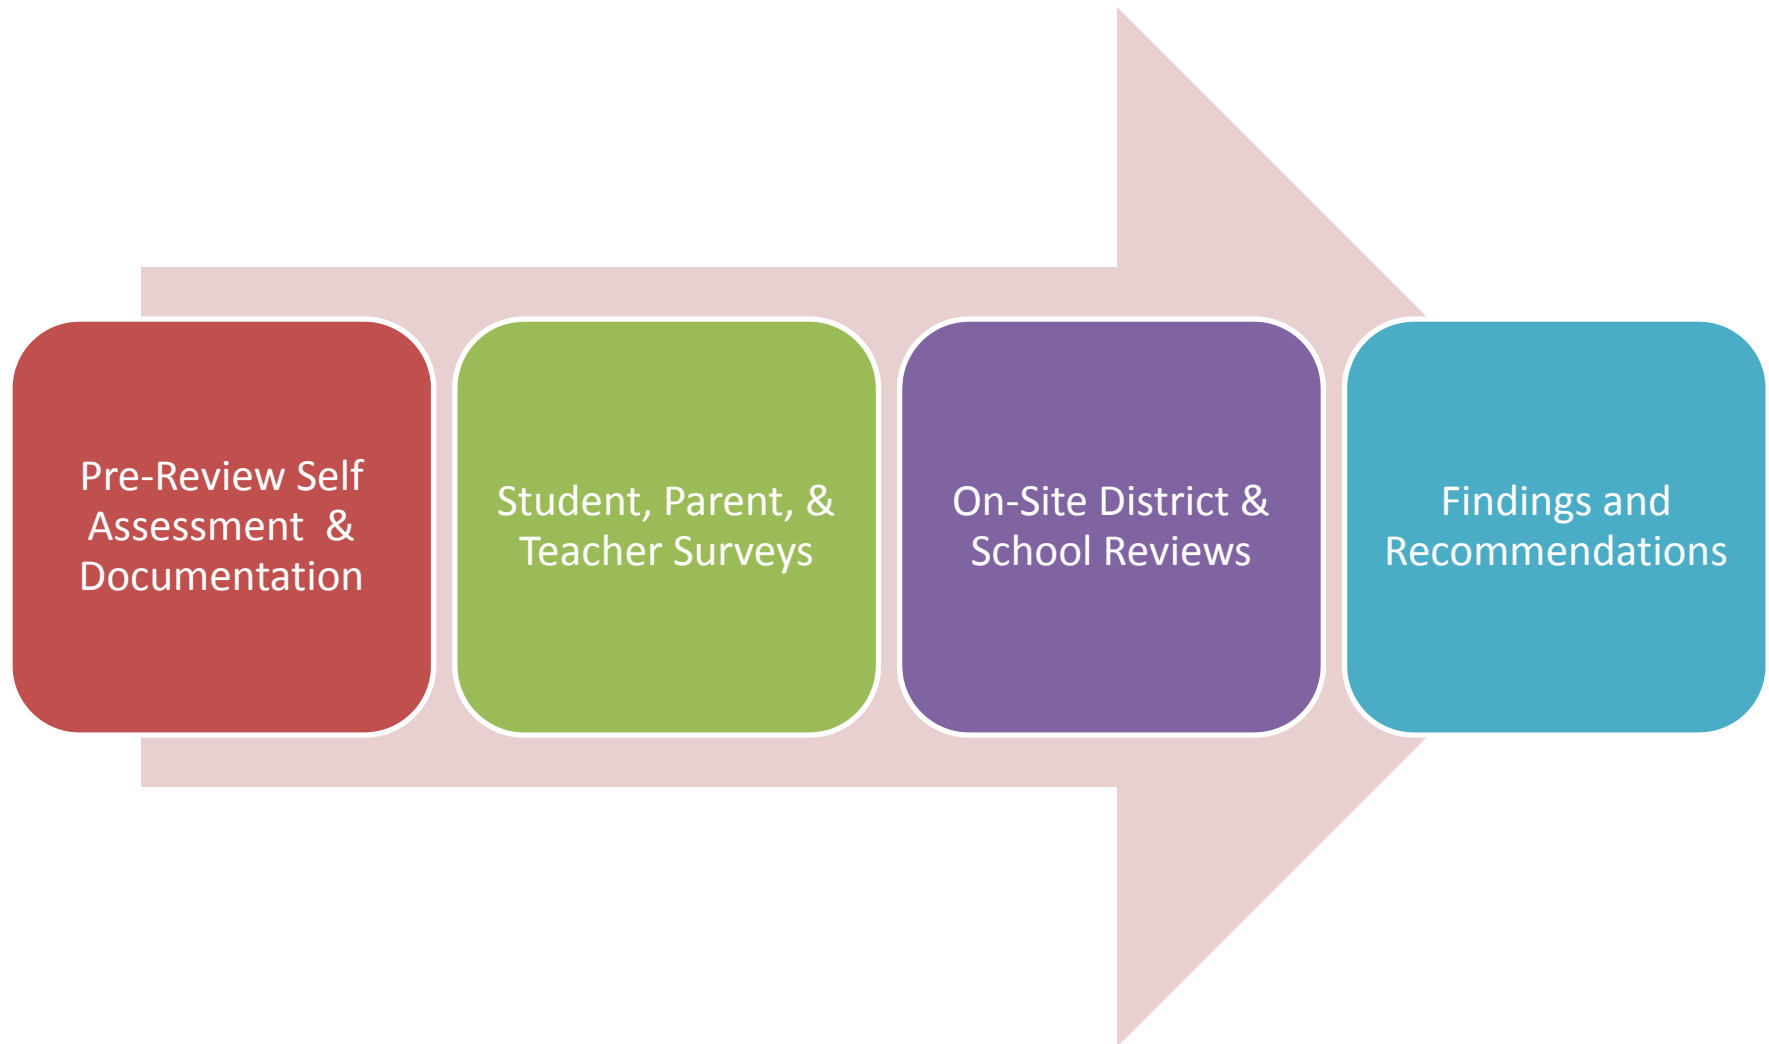 Pre-Review Self
Assessment  &
Documentation
Student, Parent, &
Teacher Surveys
On-Site District &
School Reviews
Findings and
Recommendations